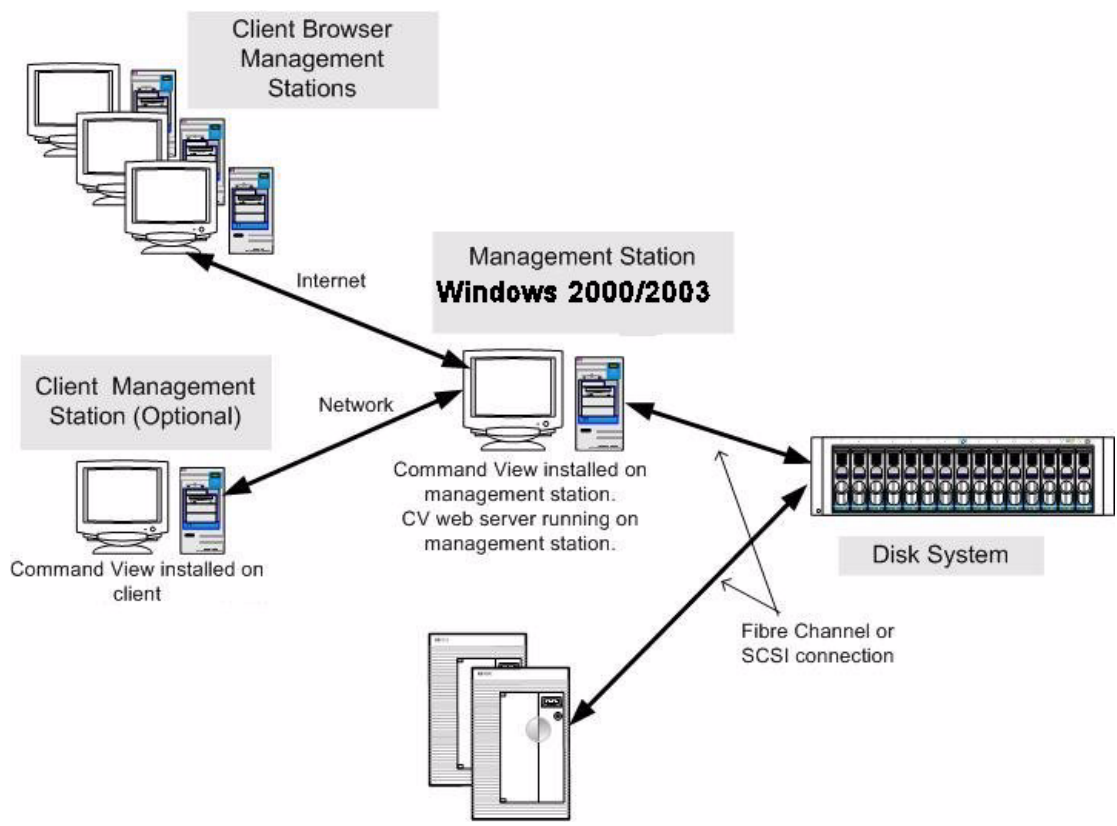 Client Browser
Management
Stations
Internet
Management Station
Windows 2000/2003
Client Management
Station (Optional)
Network
Command View installed on
management station.
CV web server running on
management station.
Command View installed on
client
Disk System
Fibre Channel or
SCSI connection